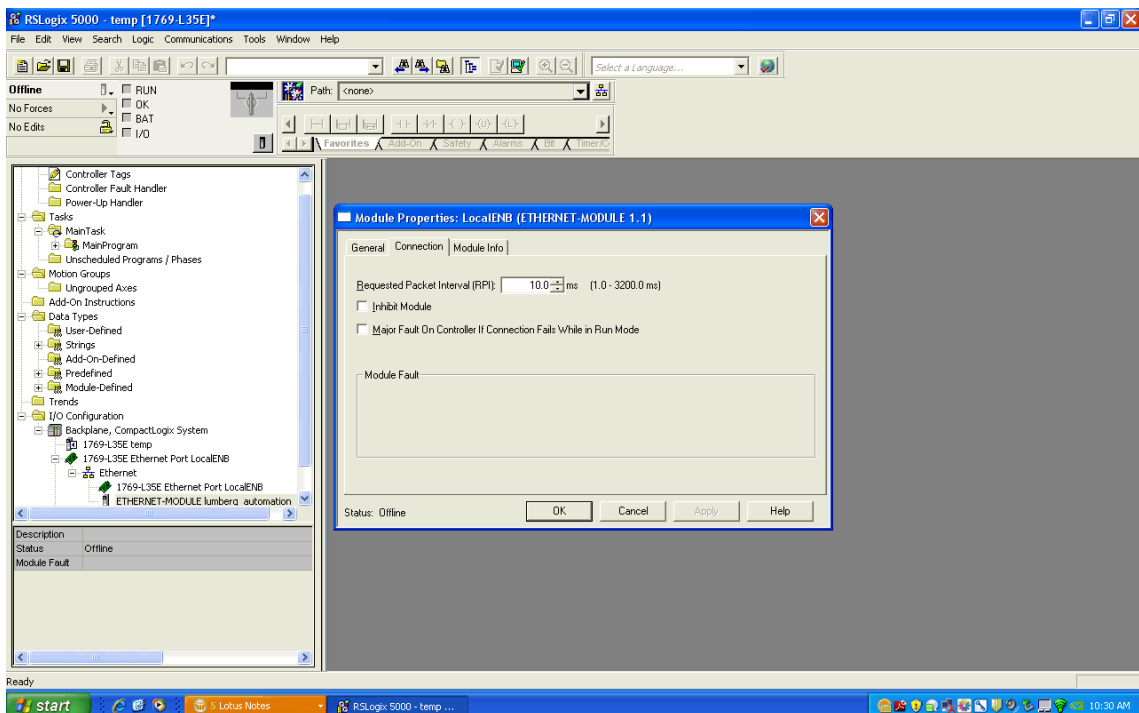 RSLogix 5000 - temp [1769-L35E]*
File Edit View Search Logic Communications Tools Window Help
Select a Language...
Offline
RUN
Path: <none>
No Forces
OK
No Edits
BAT
I/O
Favorites Add-On Safety Alarms Bit Timer/C
Controller Tags
Controller Fault Handler
Power-Up Handler
Tasks
MainTask
MainProgram
Unscheduled Programs / Phases
Motion Groups
Ungrouped Axes
Add-On Instructions
Data Types
User-Defined
Strings
Add-On-Defined
Predefined
Module-Defined
Trends
I/O Configuration
Backplane, CompactLogix System
1769-L35E temp
1769-L35E Ethernet Port LocalENB
Ethernet
1769-L35E Ethernet Port LocalENB
ETHERNET-MODULE lumberg_automation
Description
Status Offline
Module Fault
Module Properties: LocalENB (ETHERNET-MODULE 1.1)
General Connection Module Info
Requested Packet Interval (RPI): 10.0 ms (1.0 - 3200.0 ms)
Inhibit Module
Major Fault On Controller If Connection Fails While in Run Mode
Module Fault
Status: Offline
OK Cancel Apply Help
Ready
start 5 Lotus Notes RSLogix 5000 - temp ... 10:30 AM